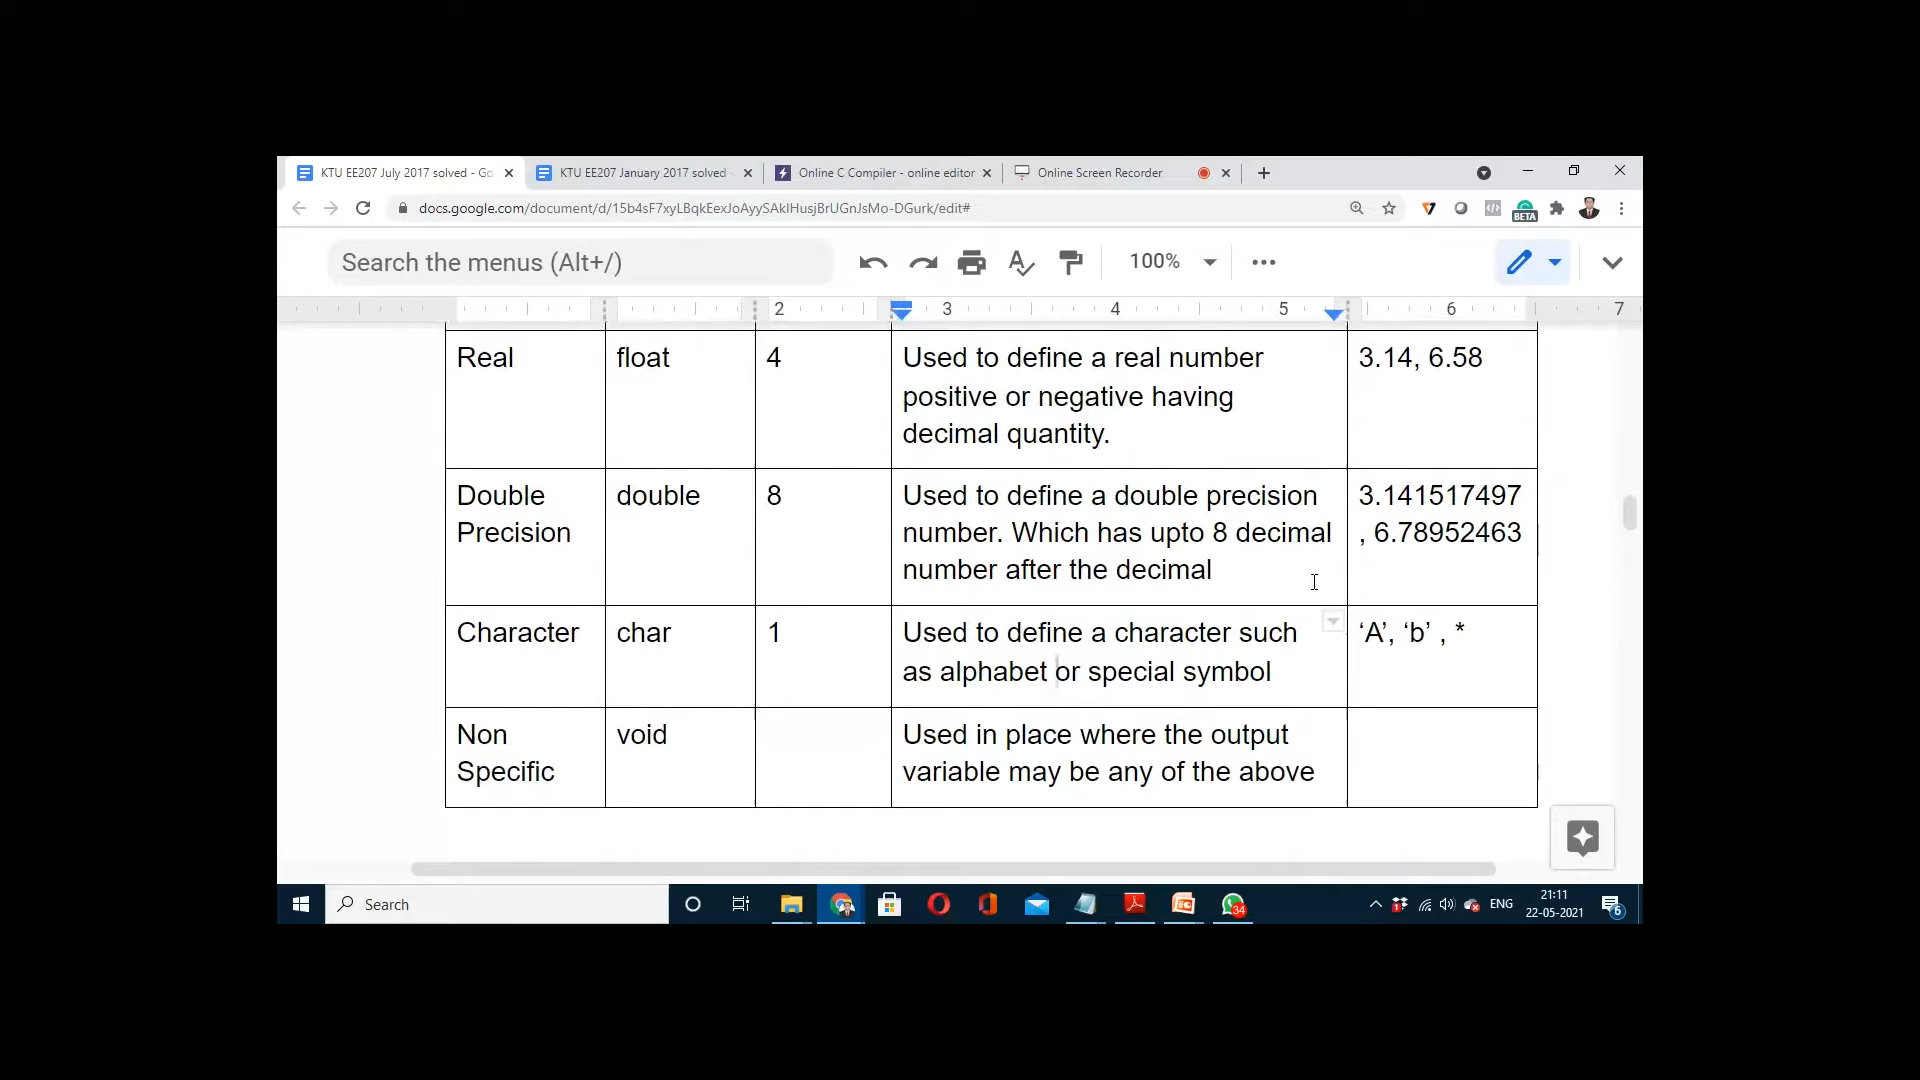 KTU EE207 July 2017 solved - Go
KTU EE207 January 2017 solved -
Online C Compiler - online editor
Online Screen Recorder
docs.google.com/document/d/15b4sF7xyLBqkEexJoAyySAkIHusjBrUGnJsMo-DGurk/edit#
BETA
Search the menus (Alt+/)
100%
2 3 4 5 6 7
Real
float
4
Used to define a real number
positive or negative having
decimal quantity.
3.14, 6.58
Double
Precision
double
8
Used to define a double precision
number. Which has upto 8 decimal
number after the decimal
3.141517497
, 6.78952463
Character
char
1
Used to define a character such
as alphabet or special symbol
‘A’, ‘b’ , *
Non
Specific
void
Used in place where the output
variable may be any of the above
Search
34
1
ENG
21:11
22-05-2021
6